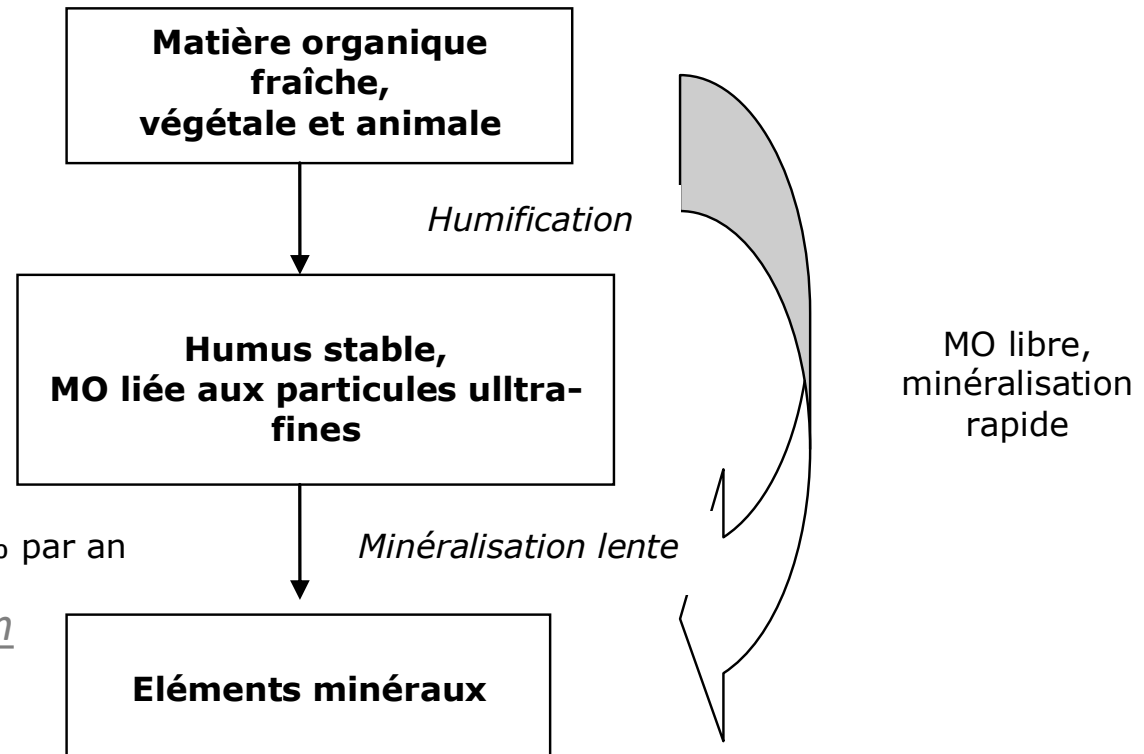 Matière organique
fraîche,
végétale et animale
Humification
Humus stable,
MO liée aux particules ulltra-
fines
MO libre,
minéralisation
rapide
% par an
Minéralisation lente
Eléments minéraux